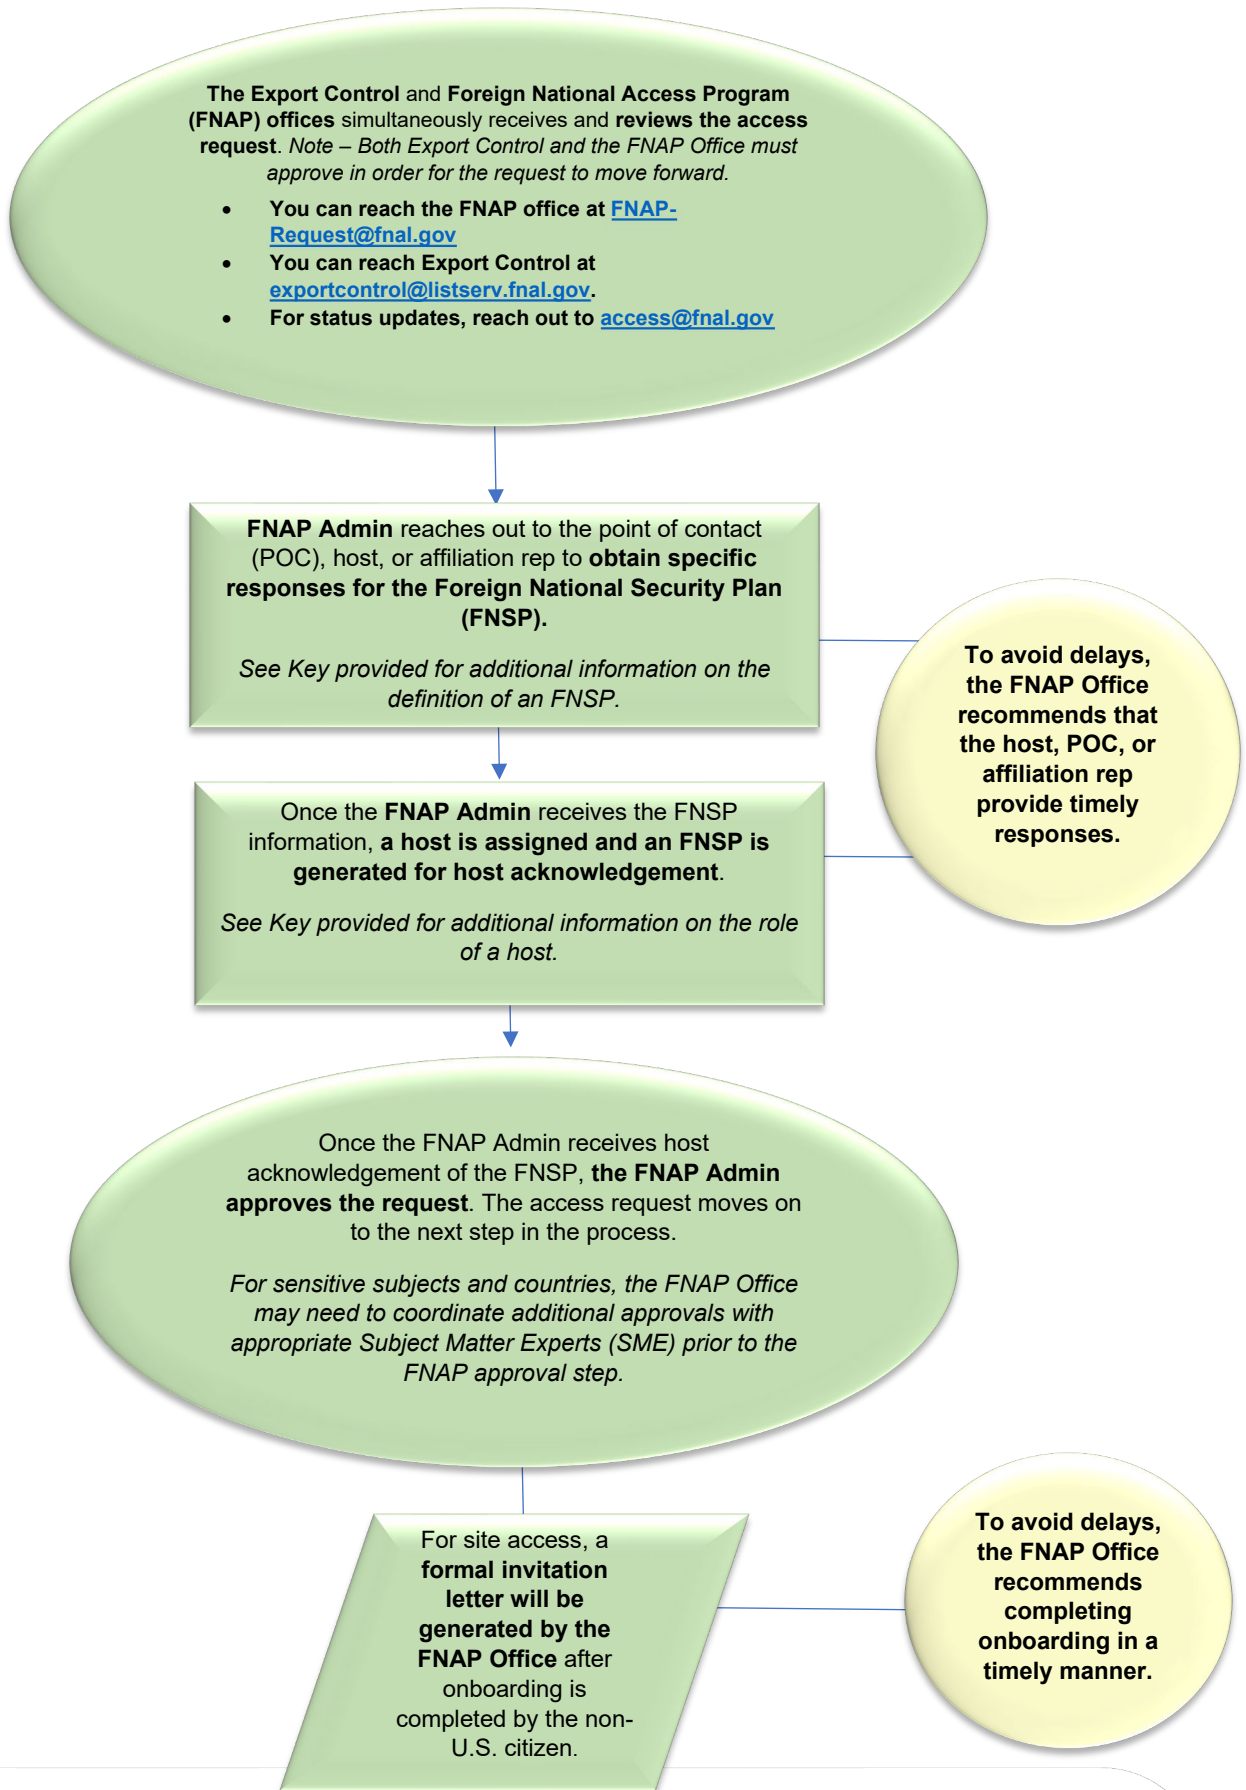 The Export Control and Foreign National Access Program
(FNAP) offices simultaneously receives and reviews the access
request. Note – Both Export Control and the FNAP Office must
approve in order for the request to move forward.
• You can reach the FNAP office at FNAP-
Request@fnal.gov
• You can reach Export Control at
exportcontrol@listserv.fnal.gov.
• For status updates, reach out to access@fnal.gov
FNAP Admin reaches out to the point of contact
(POC), host, or affiliation rep to obtain specific
responses for the Foreign National Security Plan
(FNSP).
See Key provided for additional information on the
definition of an FNSP.
To avoid delays,
the FNAP Office
recommends that
the host, POC, or
affiliation rep
provide timely
responses.
Once the FNAP Admin receives the FNSP
information, a host is assigned and an FNSP is
generated for host acknowledgement.
See Key provided for additional information on the role
of a host.
Once the FNAP Admin receives host
acknowledgement of the FNSP, the FNAP Admin
approves the request. The access request moves on
to the next step in the process.
For sensitive subjects and countries, the FNAP Office
may need to coordinate additional approvals with
appropriate Subject Matter Experts (SME) prior to the
FNAP approval step.
For site access, a
formal invitation
letter will be
generated by the
FNAP Office after
onboarding is
completed by the non-
U.S. citizen.
To avoid delays,
the FNAP Office
recommends
completing
onboarding in a
timely manner.